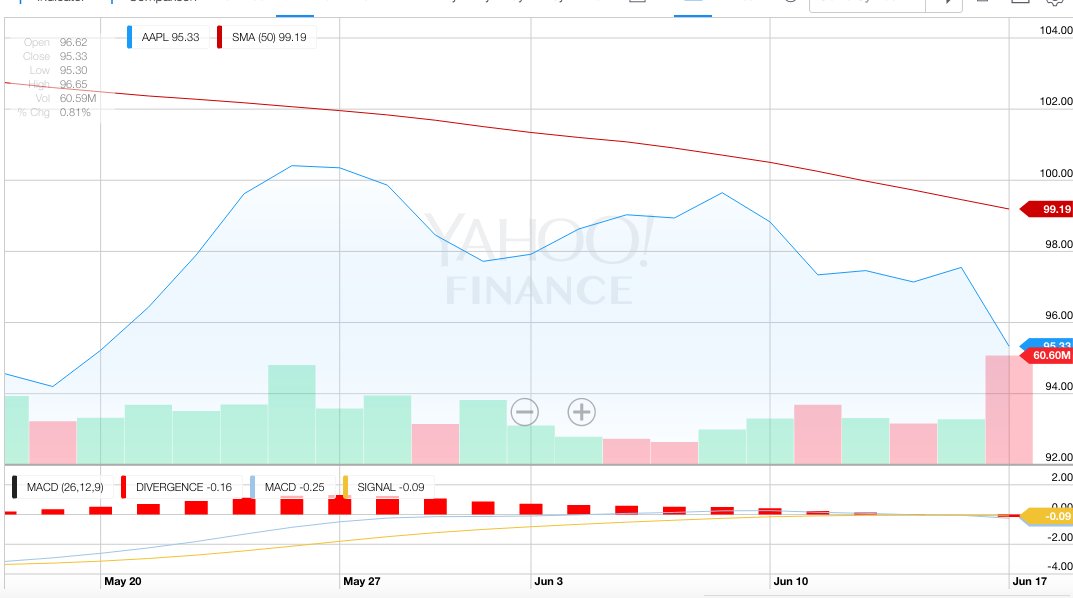 AAPL 95.33
SMA (50) 99.19
Open 96.62
Close 95.33
Low 95.30
High 96.65
Vol 60.59M
% Chg 0.81%
104.00
102.00
100.00
99.19
98.00
96.00
95.33
60.60M
94.00
92.00
YAHOO!
FINANCE
MACD (26,12,9)
DIVERGENCE -0.16
MACD -0.25
SIGNAL -0.09
2.00
0.00
-0.09
-2.00
-4.00
May 20
May 27
Jun 3
Jun 10
Jun 17